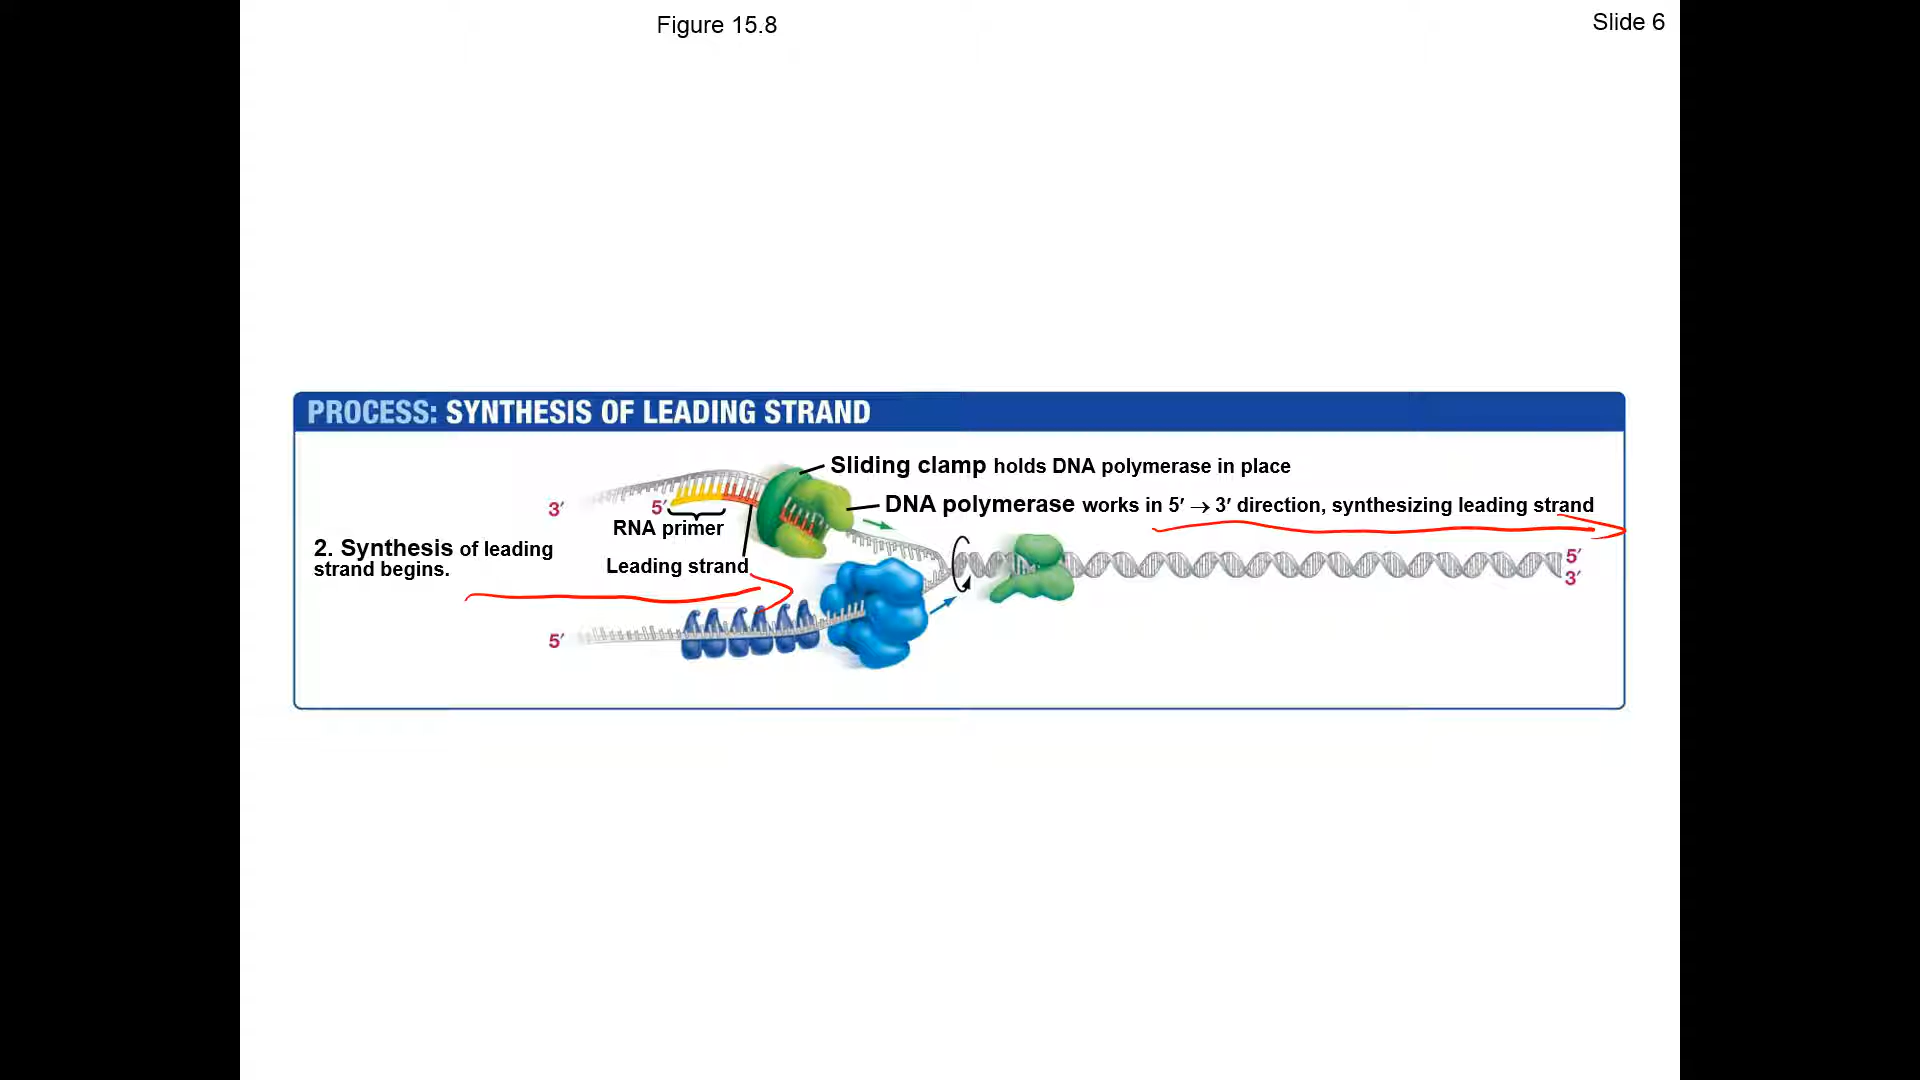 Figure 15.8
Slide 6
PROCESS: SYNTHESIS OF LEADING STRAND
Sliding clamp holds DNA polymerase in place
DNA polymerase works in 5′ → 3′ direction, synthesizing leading strand
3′
5′
RNA primer
2. Synthesis of leading
strand begins.
Leading strand
5′
3′
5′